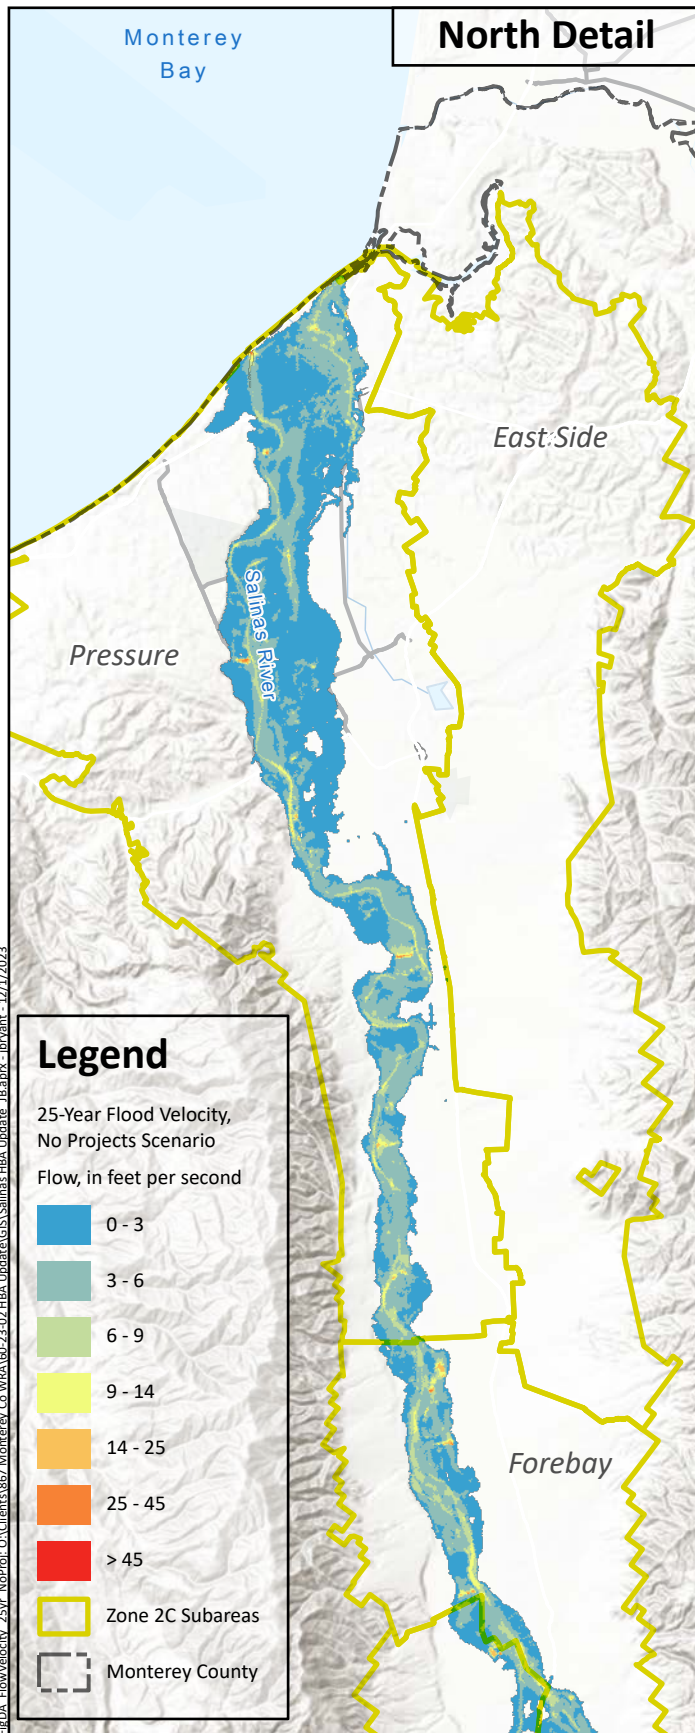 North Detail
Monterey
Bay
East Side
Salinas River
Pressure
Forebay
Legend
25-Year Flood Velocity,
No Projects Scenario
Flow, in feet per second
0 - 3
3 - 6
6 - 9
9 - 14
14 - 25
25 - 45
> 45
Zone 2C Subareas
Monterey County